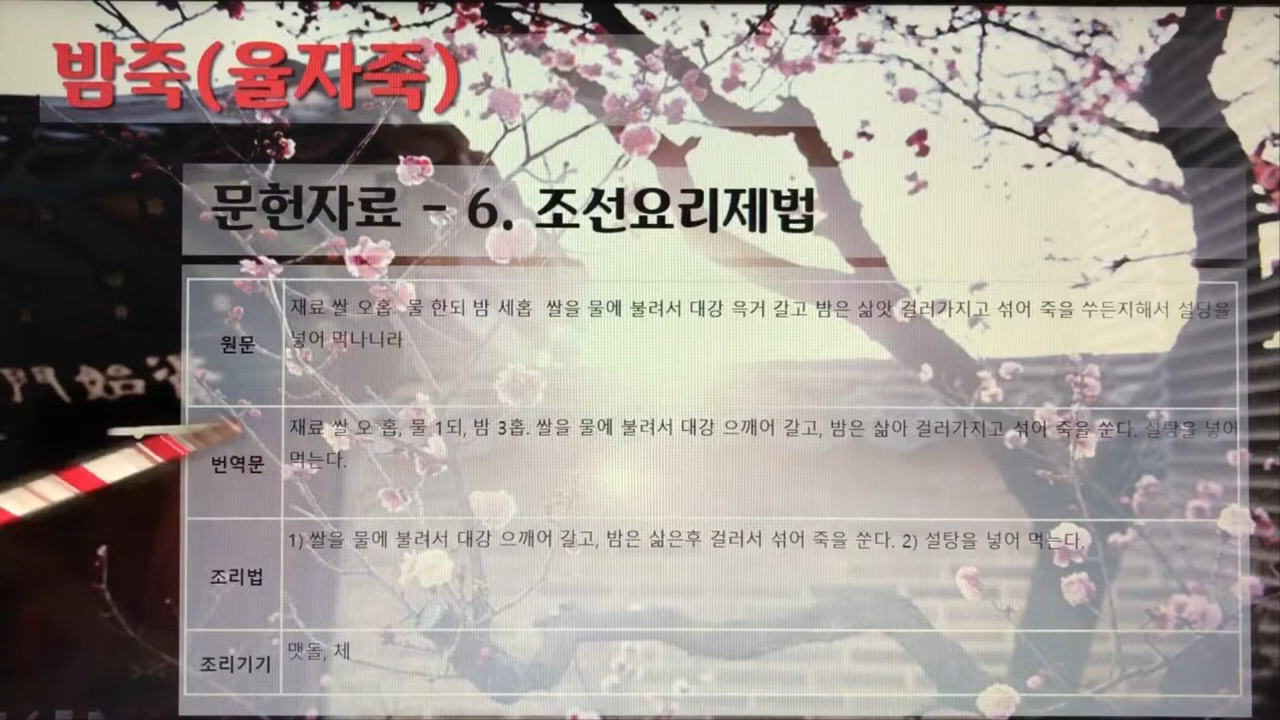 밤죽(율자죽)
문헌자료 - 6. 조선요리제법
원문
재료 쌀 오홉 물 한되 밤 세홉 쌀을 물에 불려서 대강 윽거 갈고 밤은 삶앗 걸러가지고 섞어 죽을 쑤든지해서 설당을
넣어 먹나니라
번역문
재료 쌀 오 홉, 물 1되, 밤 3홉. 쌀을 물에 불려서 대강 으깨어 갈고, 밤은 삶아 걸러가지고 섞어 죽을 쑨다. 설탕을 넣어
먹는다.
조리법
1) 쌀을 물에 불려서 대강 으깨어 갈고, 밤은 삶은후 걸러서 섞어 죽을 쑨다. 2) 설탕을 넣어 먹는다.
조리기기
맷돌, 체
門始